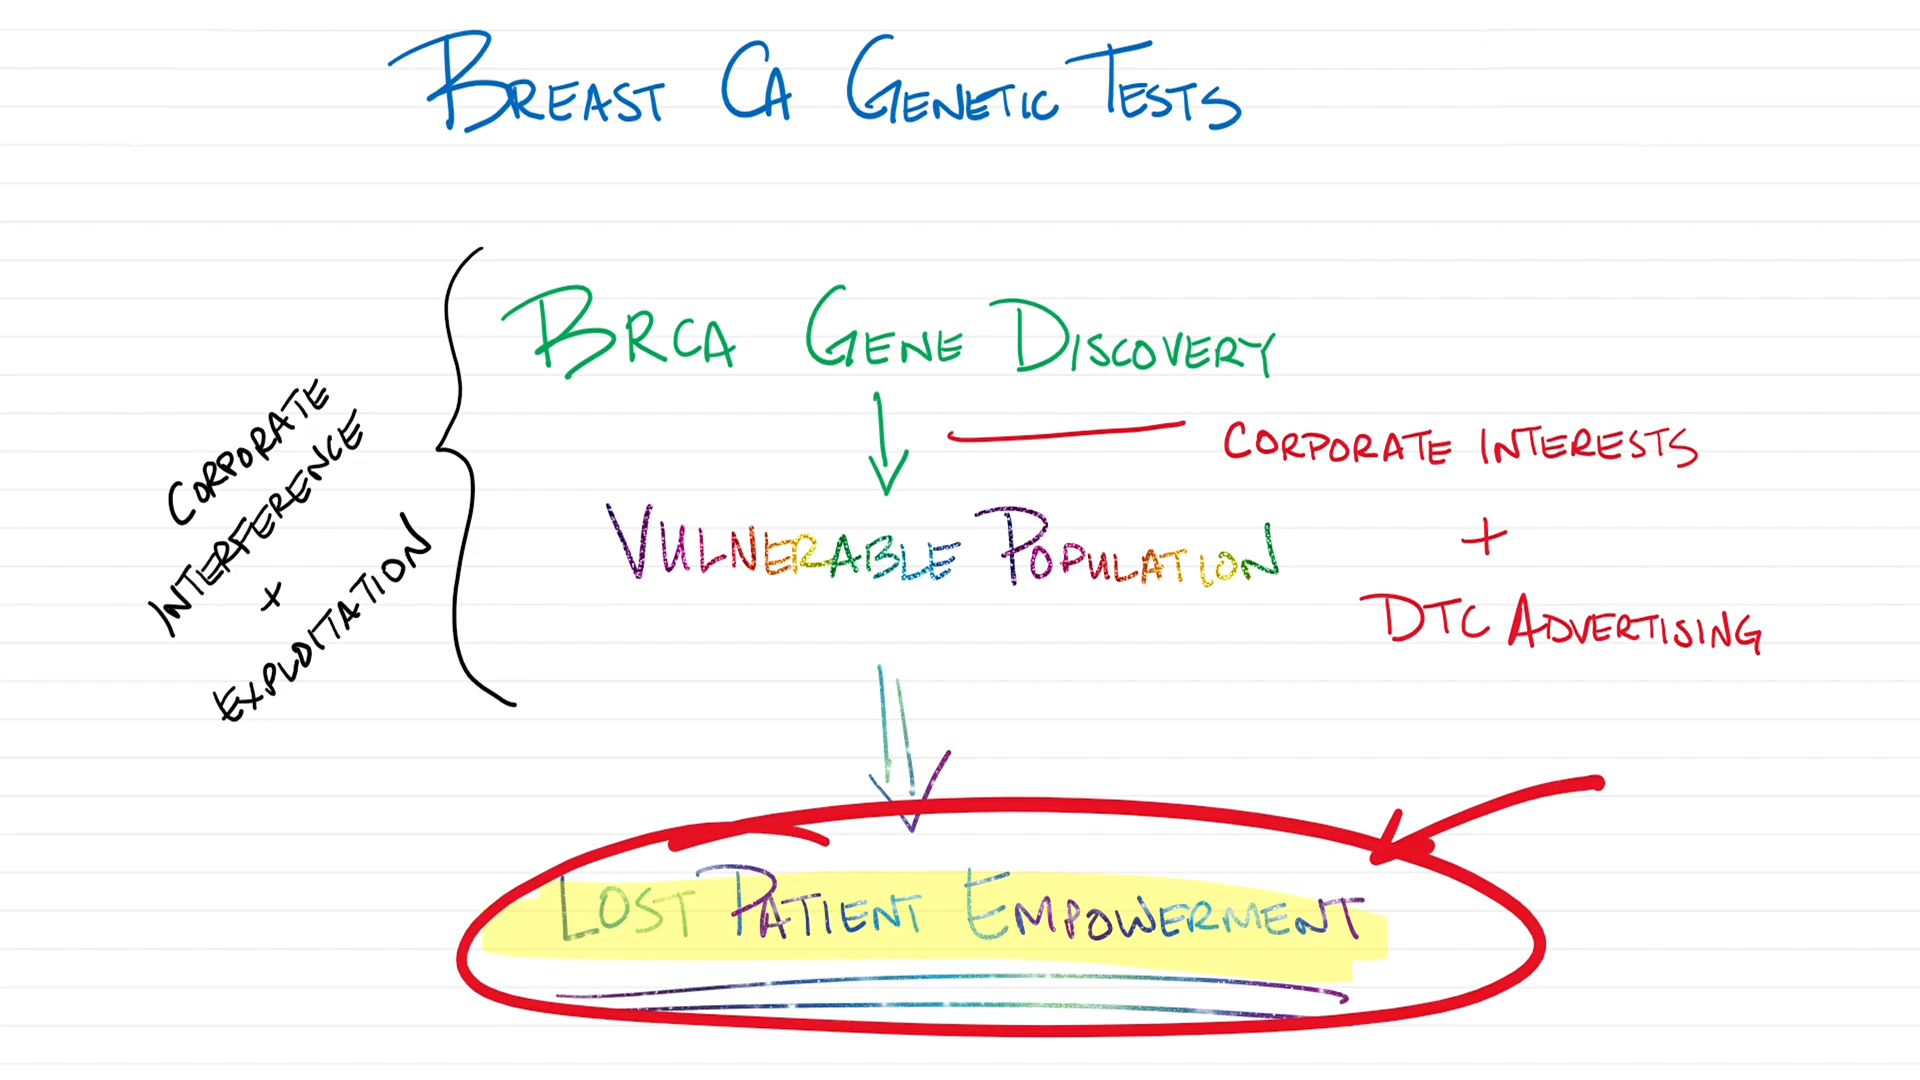 BREAST CA GENETIC TESTS
BRCA GENE DISCOVERY
CORPORATE INTERESTS
+
DTC ADVERTISING
VULNERABLE POPULATION
CORPORATE
INTERFERENCE
+
EXPLOITATION
LOST PATIENT EMPOWERMENT